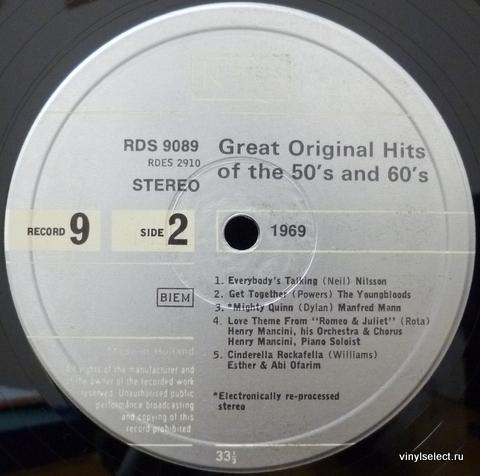 RDS 9089
RDES 2910
STEREO
Great Original Hits
of the 50's and 60's
RECORD 9
SIDE 2
1969
BIEM
1. Everybody's Talking (Neil) Nilsson
2. Get Together (Powers) The Youngbloods
3. *Mighty Quinn (Dylan) Manfred Mann
4. Love Theme From "Romeo & Juliet" (Rota)
Henry Mancini, his Orchestra & Chorus
Henry Mancini, Piano Soloist
5. Cinderella Rockafella (Williams)
Esther & Abi Ofarim
*Electronically re-processed
stereo
Made in Holland
All rights of the manufacturer and
of the owner of the recorded work
reserved. Unauthorised public
performance broadcasting
and copying of this
record prohibited
33⅓
vinylselect.ru